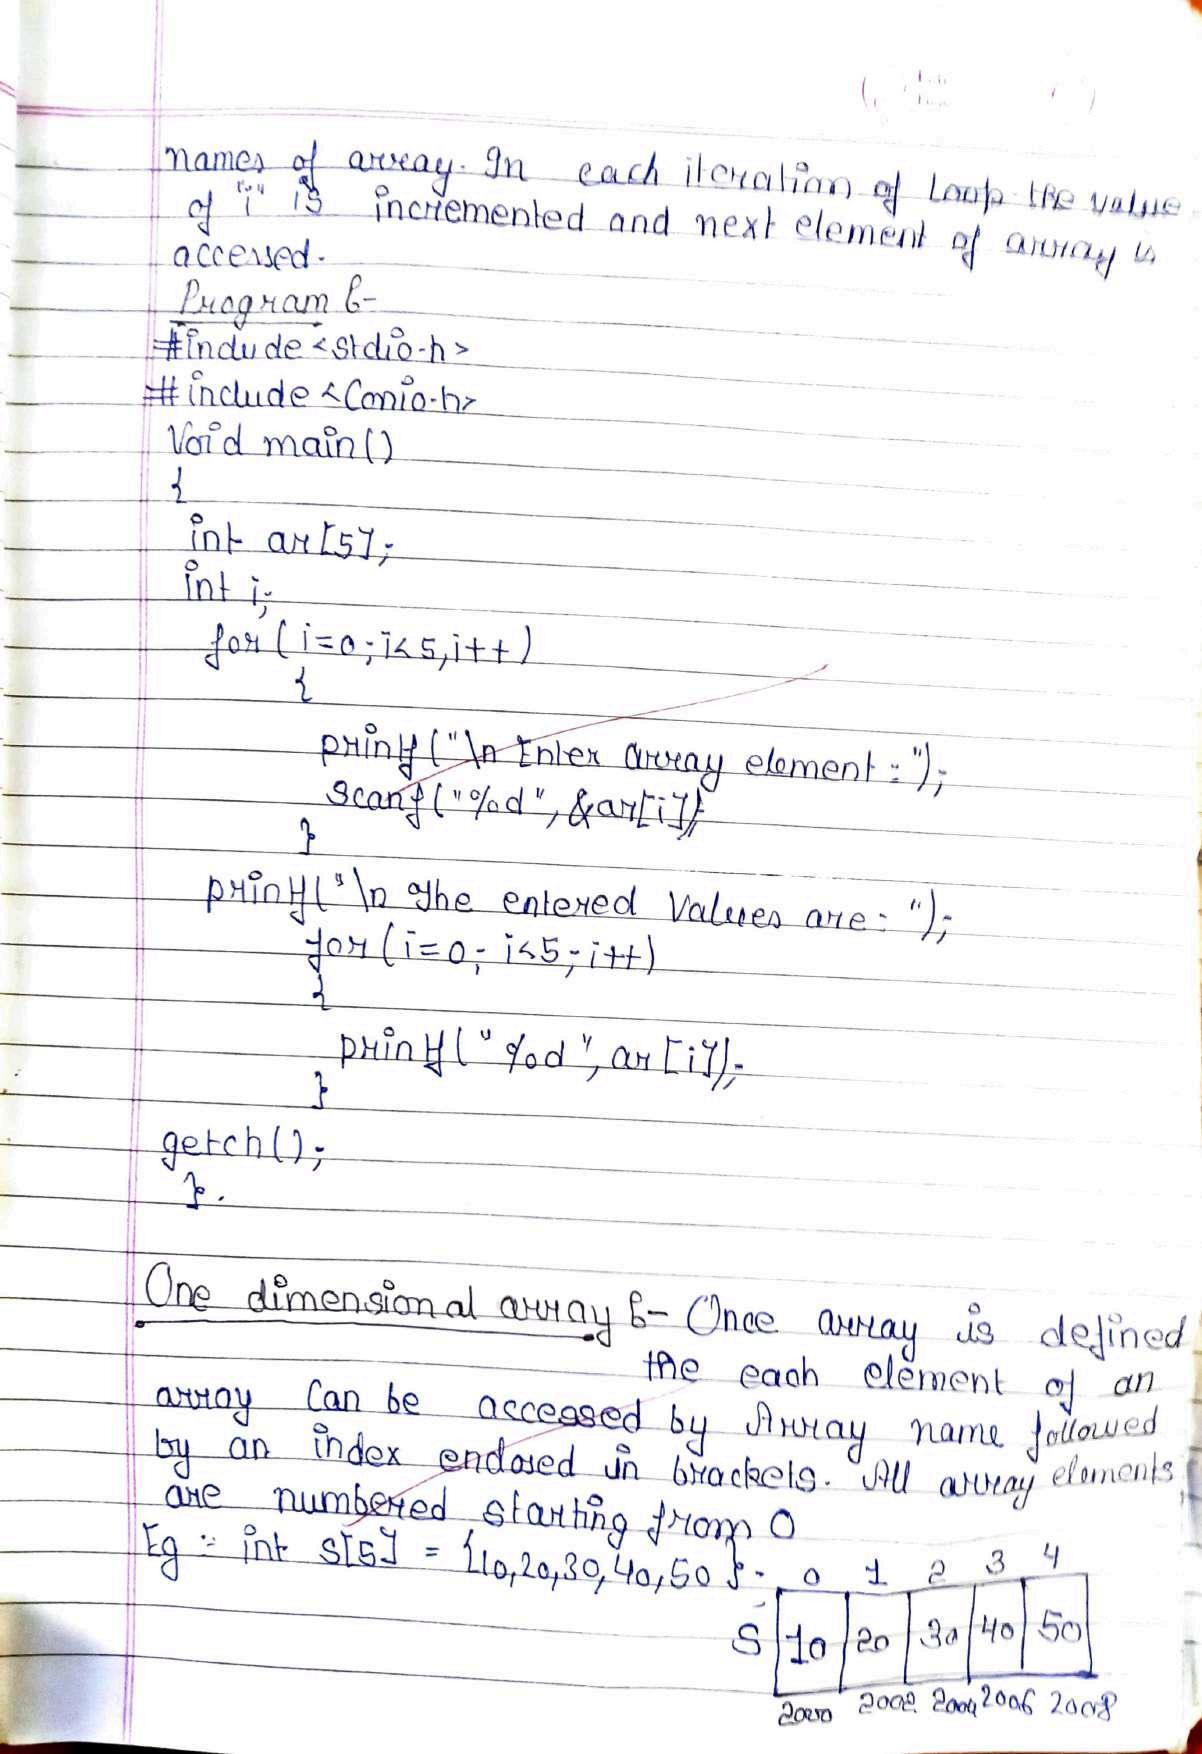 names of array. In each iteration of Loop the value
of "i" is incremented and next element of array is
accessed.
Program :-
#include <stdio.h>
#include <Conio.h>
Void main()
{
int ar[5];
int i;
for (i=0; i<5, i++)
{
printf ("\n Enter array element : ");
scanf ("%d", &ar[i]);
}
printf("\n The entered Values are : ");
for (i=0; i<5; i++)
{
printf ("%d", ar[i]);
}
getch();
}.
One dimensional array :- Once array is defined
the each element of an
array Can be accessed by Array name followed
by an index enclosed in brackets. All array elements
are numbered starting from 0
Eg : int S[5] = {10,20,30,40,50}.
0 1 2 3 4
S 10 20 30 40 50
2000 2002 2004 2006 2008